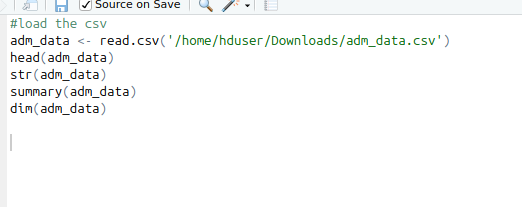 Source on Save
#load the csv
adm_data <- read.csv('/home/hduser/Downloads/adm_data.csv')
head(adm_data)
str(adm_data)
summary(adm_data)
dim(adm_data)